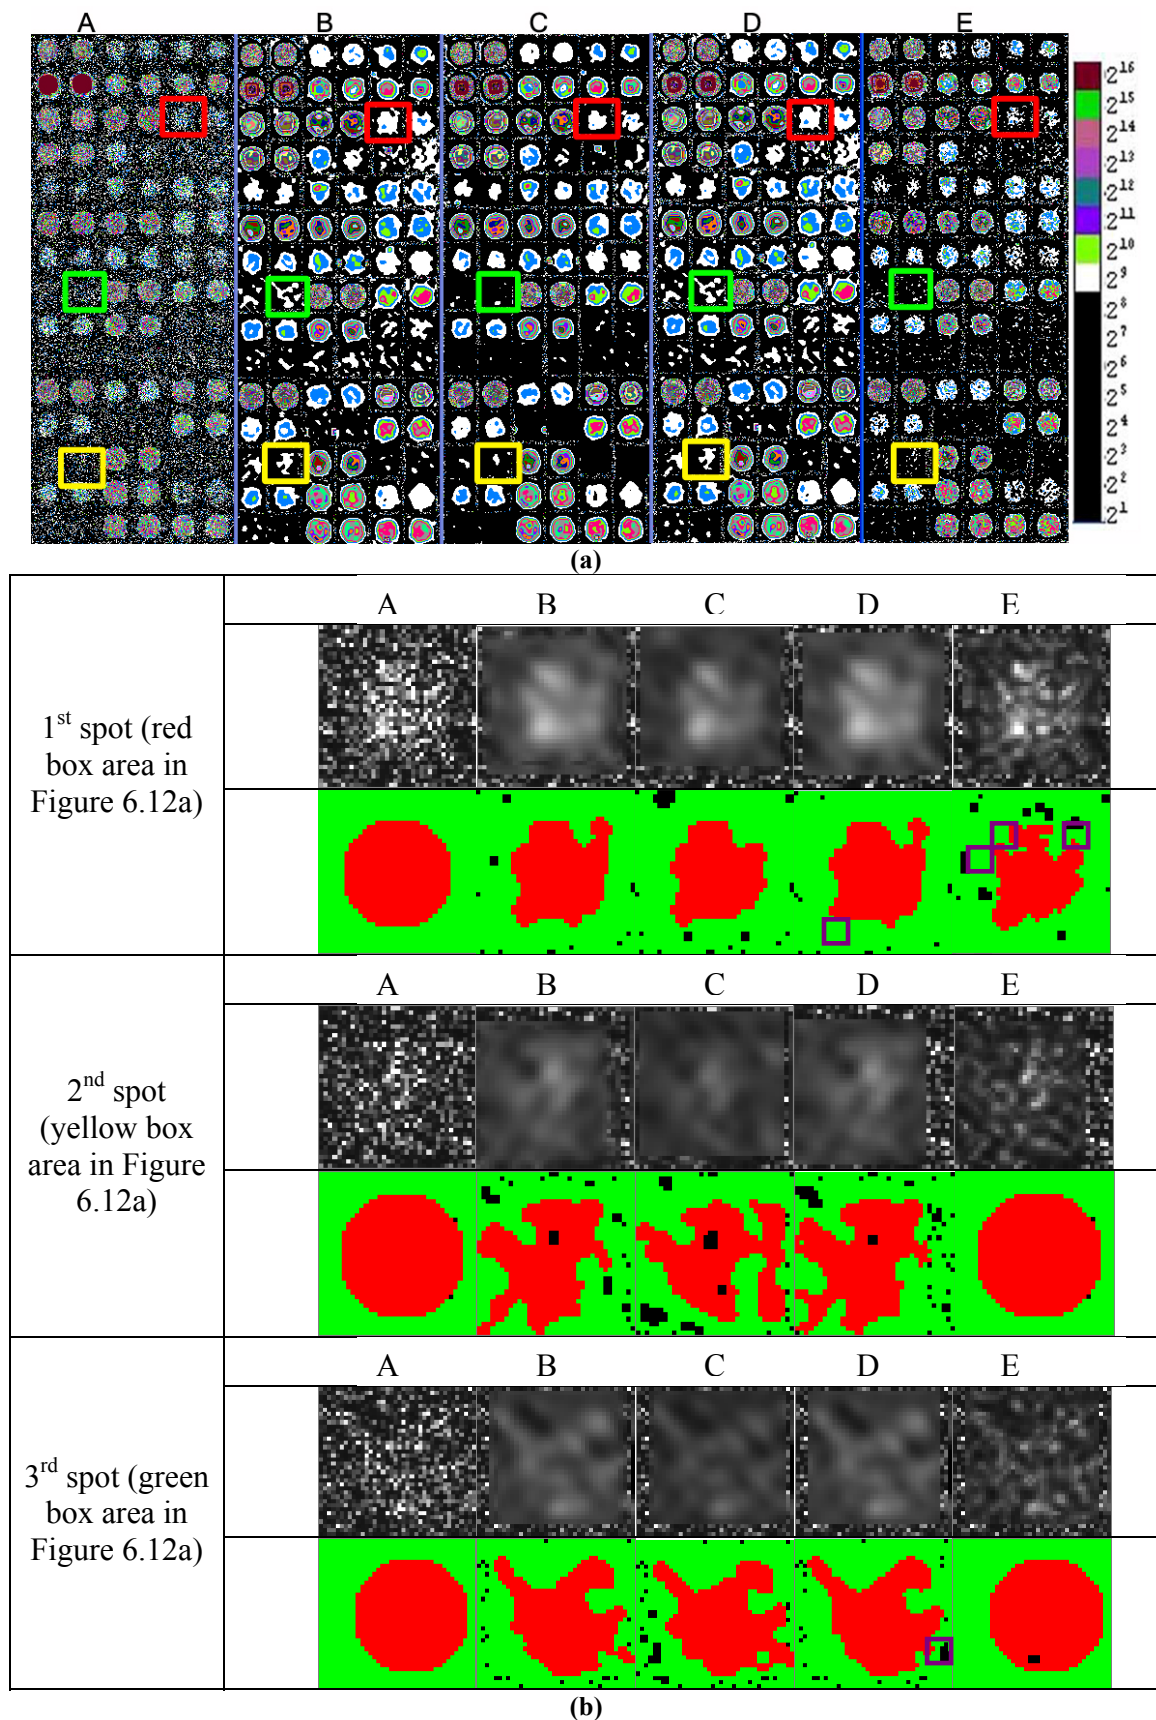 A B C D E
2^16
2^15
2^14
2^13
2^12
2^11
2^10
2^9
2^8
2^7
2^6
2^5
2^4
2^3
2^2
2^1
(a)
A B C D E
1st spot (red
box area in
Figure 6.12a)
A B C D E
2nd spot
(yellow box
area in Figure
6.12a)
A B C D E
3rd spot (green
box area in
Figure 6.12a)
(b)